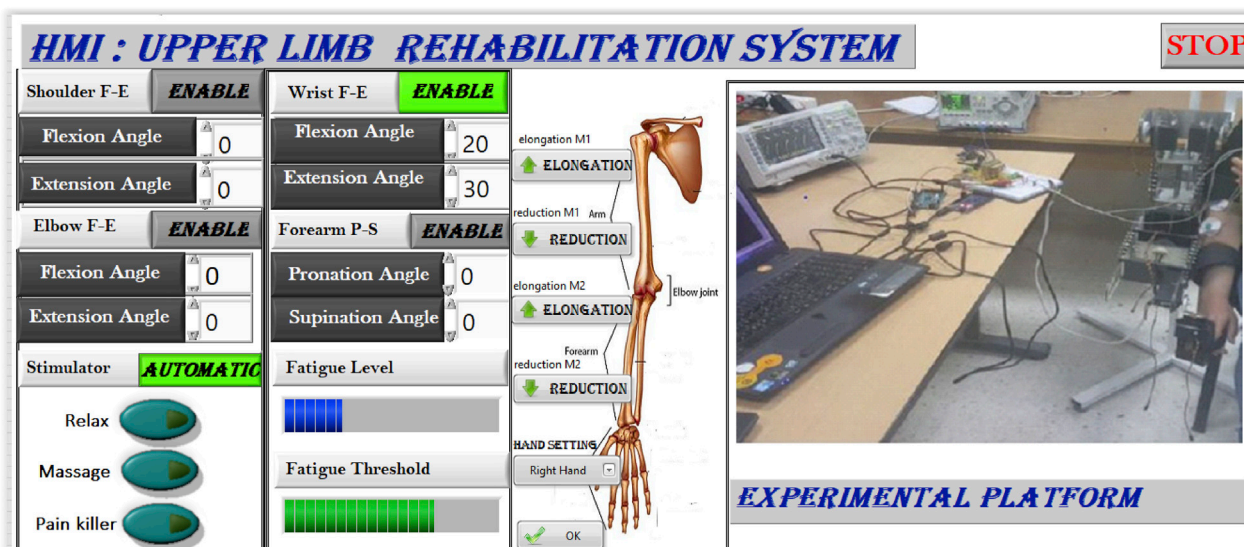 HMI : UPPER LIMB REHABILITATION SYSTEM
STOP
Shoulder F-E ENABLE
Flexion Angle 0
Extension Angle 0
Elbow F-E ENABLE
Flexion Angle 0
Extension Angle 0
Stimulator AUTOMATIC
Relax
Massage
Pain killer
Wrist F-E ENABLE
Flexion Angle 20
Extension Angle 30
Forearm P-S ENABLE
Pronation Angle 0
Supination Angle 0
Fatigue Level
Fatigue Threshold
elongation M1
ELONGATION
reduction M1 Arm
REDUCTION
elongation M2
ELONGATION
Elbow joint
Forearm
reduction M2
REDUCTION
HAND SETTING
Right Hand
OK
EXPERIMENTAL PLATFORM